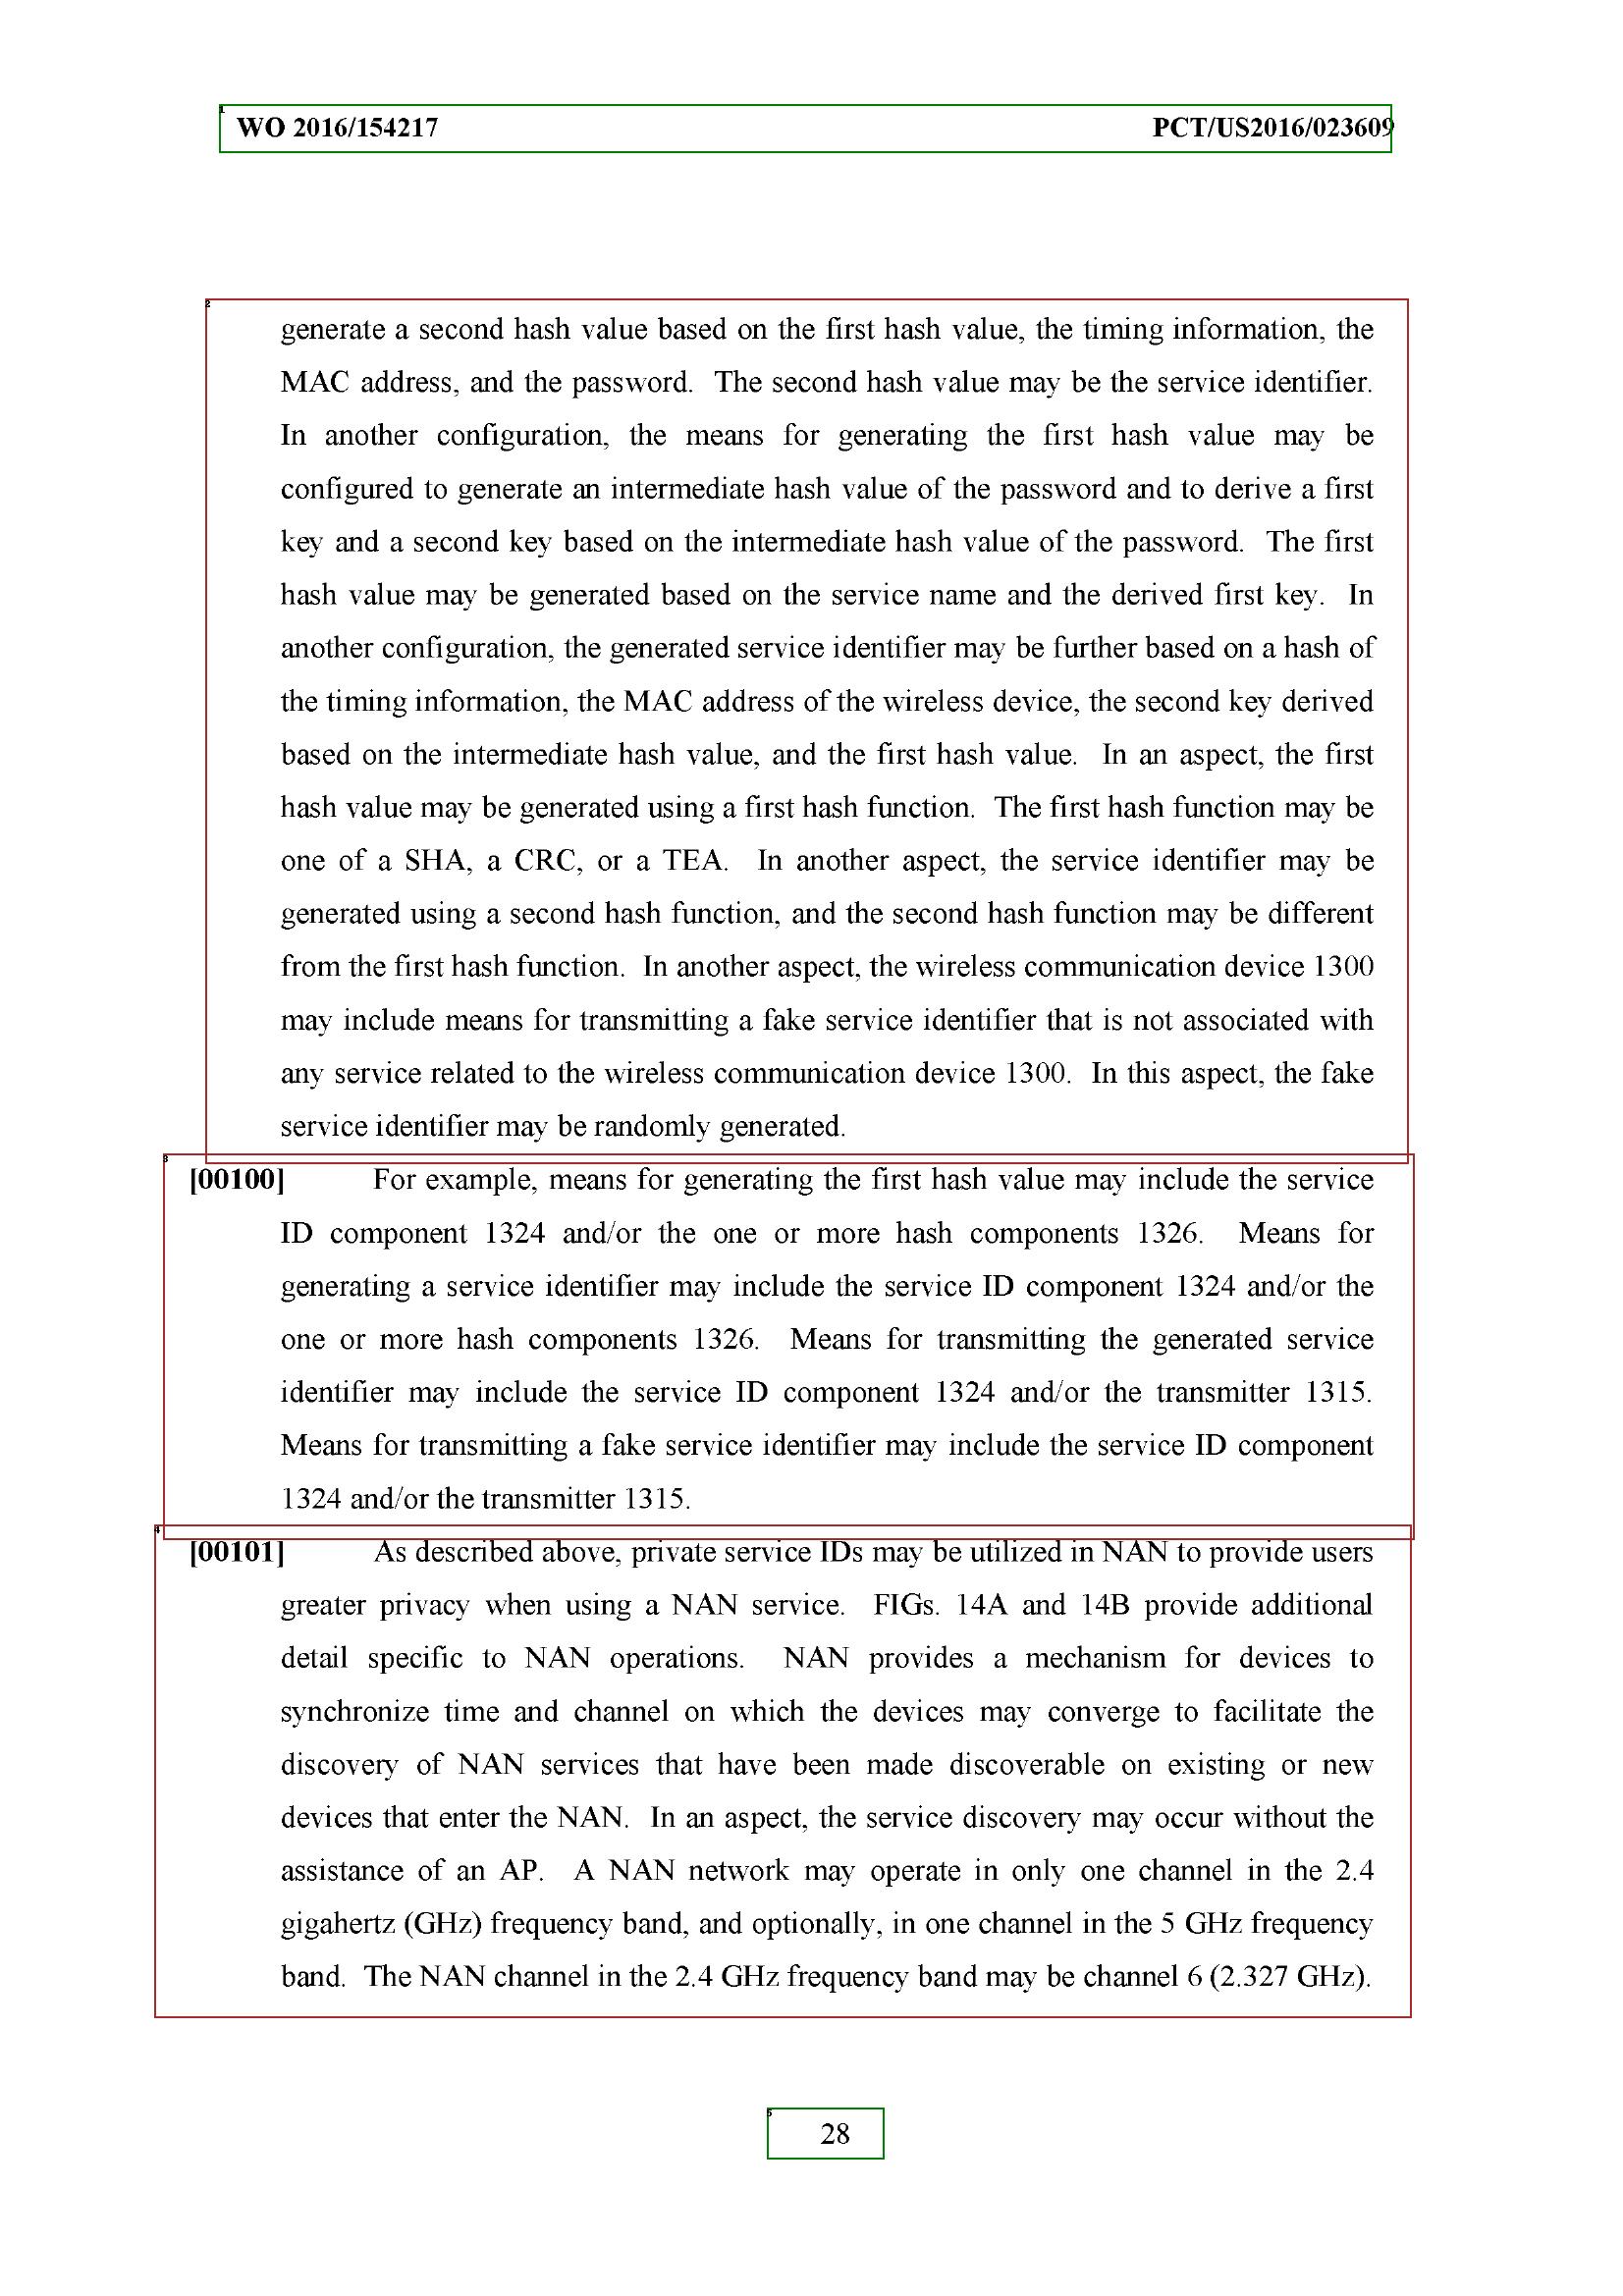 WO 2016/154217 PCT/US2016/023609
generate a second hash value based on the first hash value, the timing information, the
MAC address, and the password. The second hash value may be the service identifier.
In another configuration, the means for generating the first hash value may be
configured to generate an intermediate hash value of the password and to derive a first
key and a second key based on the intermediate hash value of the password. The first
hash value may be generated based on the service name and the derived first key. In
another configuration, the generated service identifier may be further based on a hash of
the timing information, the MAC address of the wireless device, the second key derived
based on the intermediate hash value, and the first hash value. In an aspect, the first
hash value may be generated using a first hash function. The first hash function may be
one of a SHA, a CRC, or a TEA. In another aspect, the service identifier may be
generated using a second hash function, and the second hash function may be different
from the first hash function. In another aspect, the wireless communication device 1300
may include means for transmitting a fake service identifier that is not associated with
any service related to the wireless communication device 1300. In this aspect, the fake
service identifier may be randomly generated.
[00100] For example, means for generating the first hash value may include the service
ID component 1324 and/or the one or more hash components 1326. Means for
generating a service identifier may include the service ID component 1324 and/or the
one or more hash components 1326. Means for transmitting the generated service
identifier may include the service ID component 1324 and/or the transmitter 1315.
Means for transmitting a fake service identifier may include the service ID component
1324 and/or the transmitter 1315.
[00101] As described above, private service IDs may be utilized in NAN to provide users
greater privacy when using a NAN service. FIGs. 14A and 14B provide additional
detail specific to NAN operations. NAN provides a mechanism for devices to
synchronize time and channel on which the devices may converge to facilitate the
discovery of NAN services that have been made discoverable on existing or new
devices that enter the NAN. In an aspect, the service discovery may occur without the
assistance of an AP. A NAN network may operate in only one channel in the 2.4
gigahertz (GHz) frequency band, and optionally, in one channel in the 5 GHz frequency
band. The NAN channel in the 2.4 GHz frequency band may be channel 6 (2.327 GHz).
28